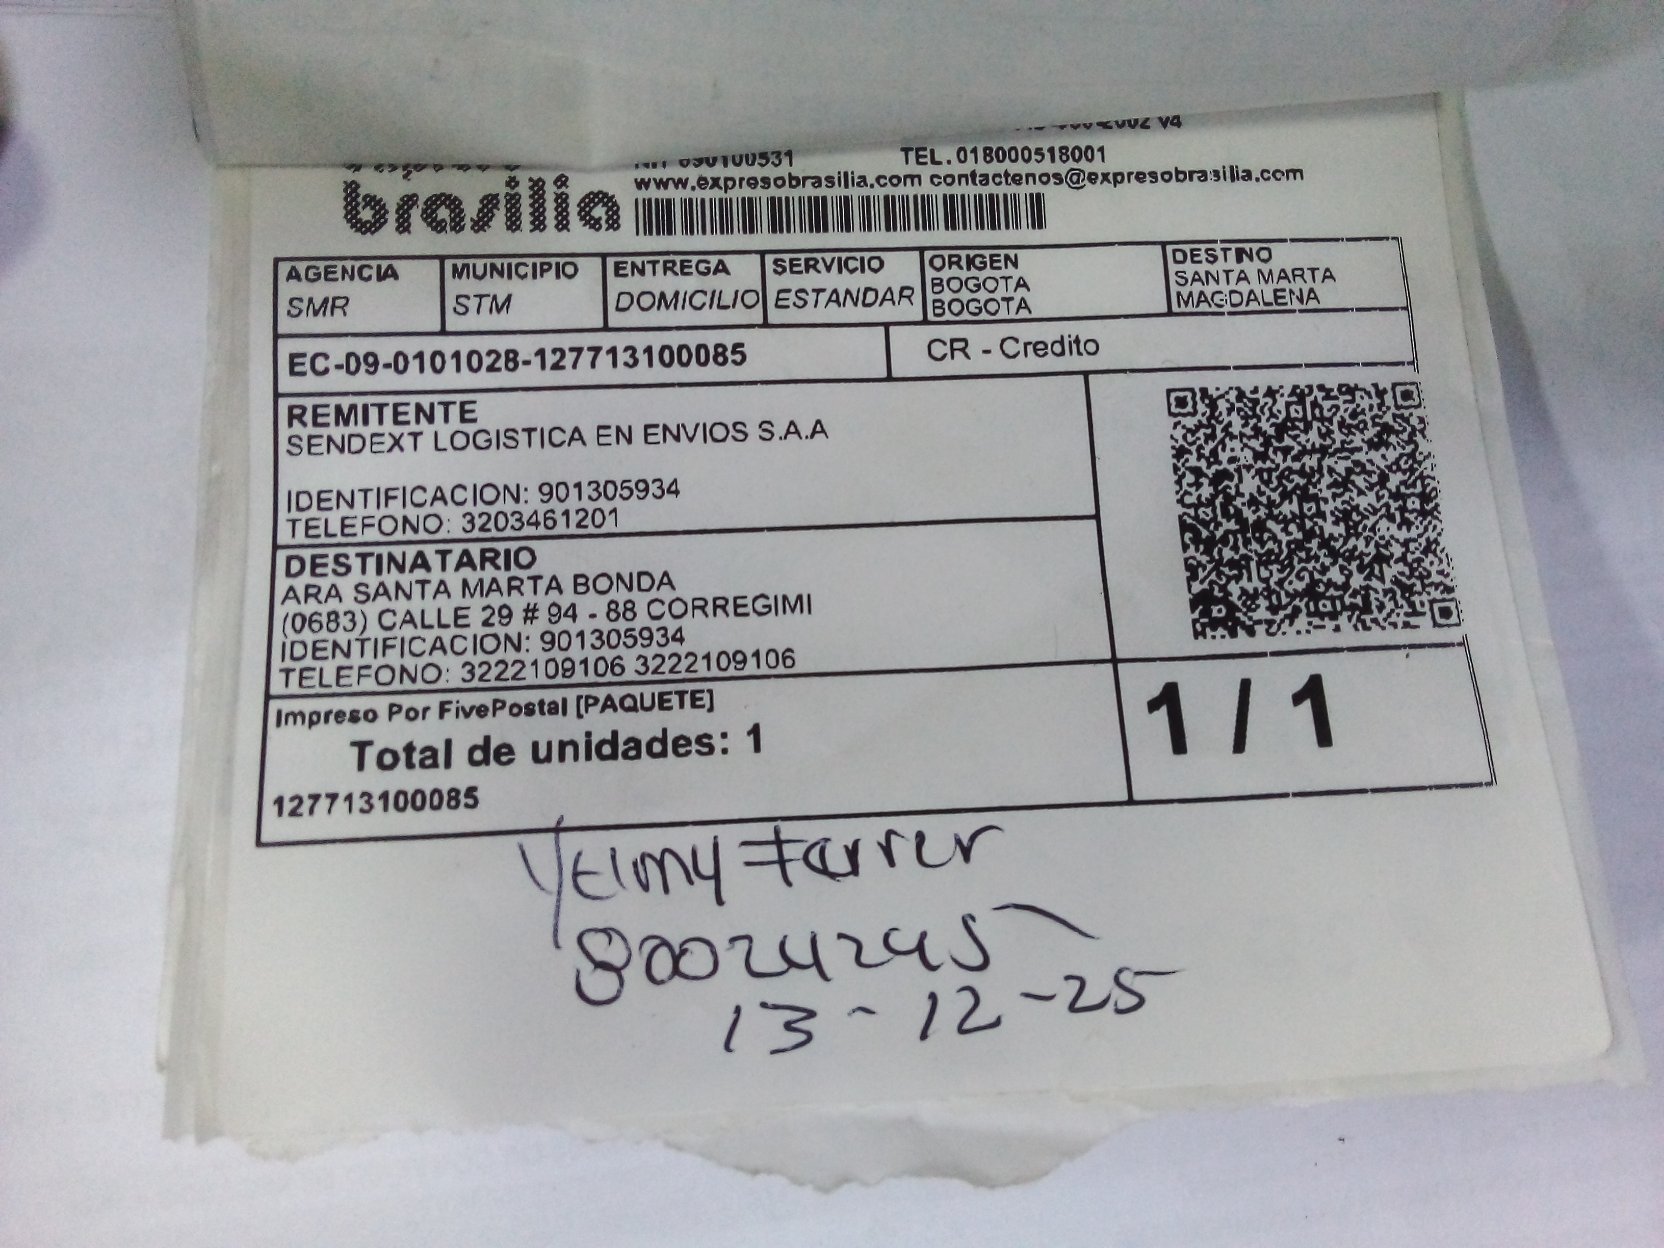 brasilia
TEL. 018000518001
www.expresobrasilia.com contactenos@expresobrasilia.com
AGENCIA MUNICIPIO ENTREGA SERVICIO ORIGEN DESTINO
SMR STM DOMICILIO ESTANDAR BOGOTA SANTA MARTA
BOGOTA MAGDALENA
EC-09-0101028-127713100085 CR - Credito
REMITENTE
SENDEXT LOGISTICA EN ENVIOS S.A.A
IDENTIFICACION: 901305934
TELEFONO: 3203461201
DESTINATARIO
ARA SANTA MARTA BONDA
(0683) CALLE 29 # 94 - 88 CORREGIMI
IDENTIFICACION: 901305934
TELEFONO: 3222109106 3222109106
Impreso Por FivePostal [PAQUETE]
Total de unidades: 1
1 / 1
127713100085
Ferrer
80024245
13-12-25